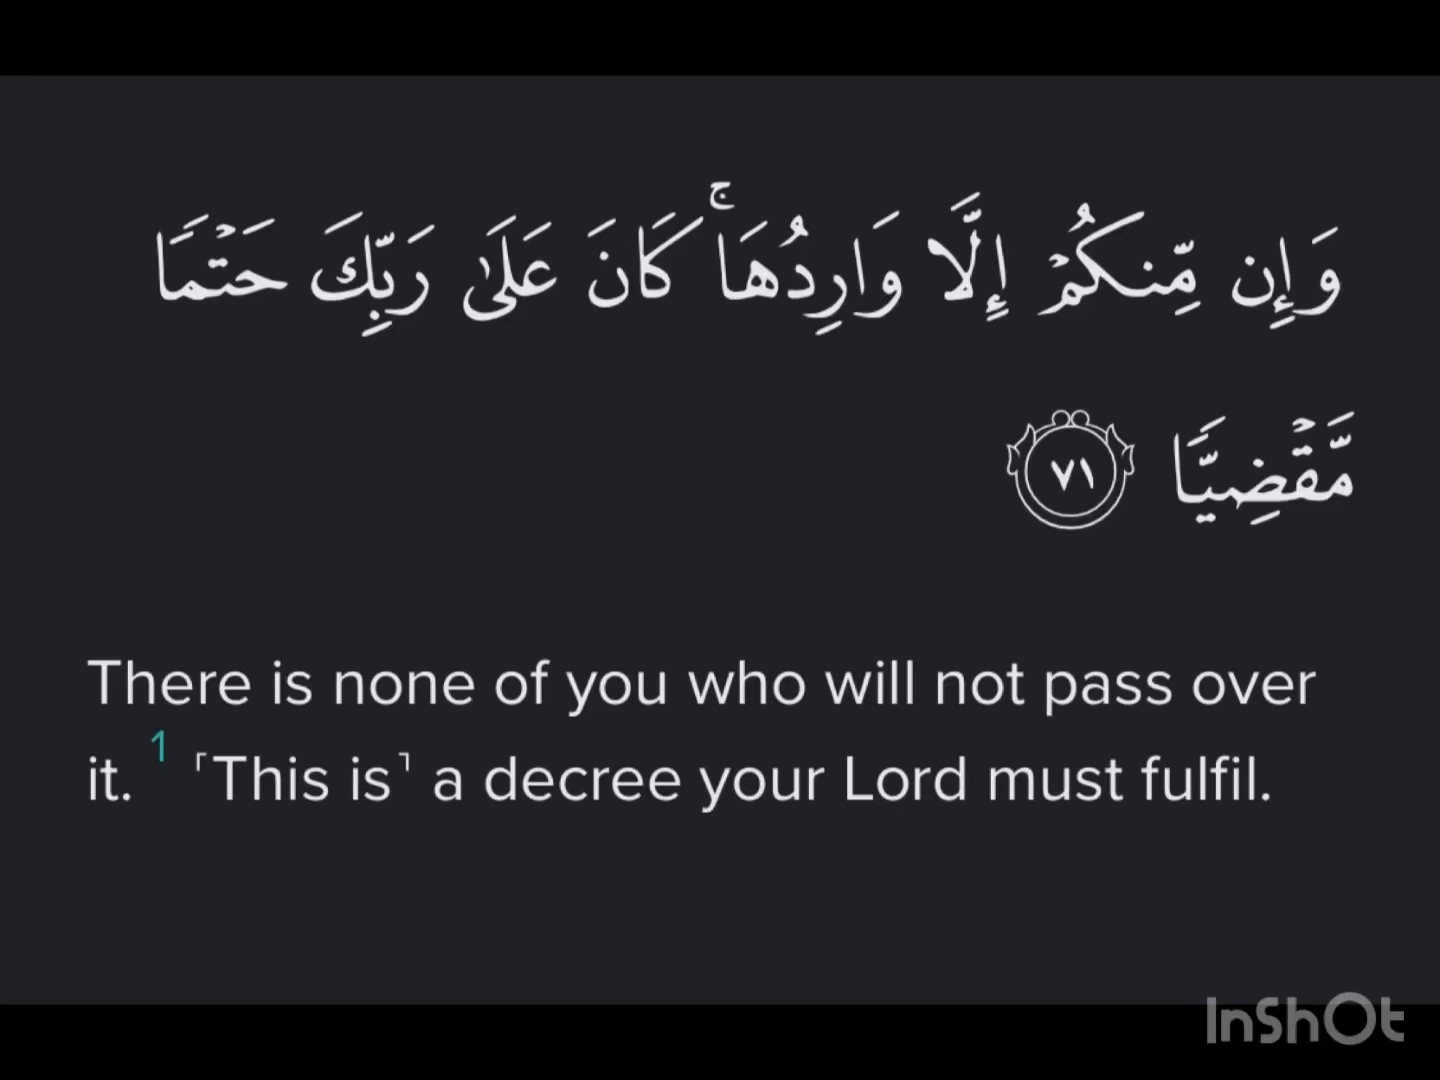 وَإِن مِّنكُمْ إِلَّا وَارِدُهَا ۚ كَانَ عَلَىٰ رَبِّكَ حَتْمًا
مَّقْضِيًّا ٧١
There is none of you who will not pass over
it. 1 ˹This is˺ a decree your Lord must fulfil.
InShOt